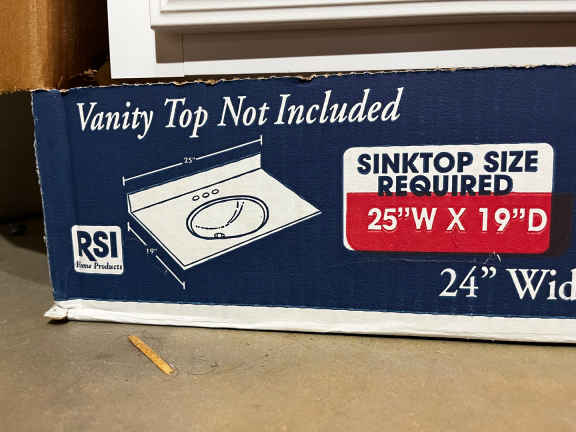 Vanity Top Not Included
25"
19"
RSI
Home Products
SINKTOP SIZE
REQUIRED
25"W X 19"D
24" Wid